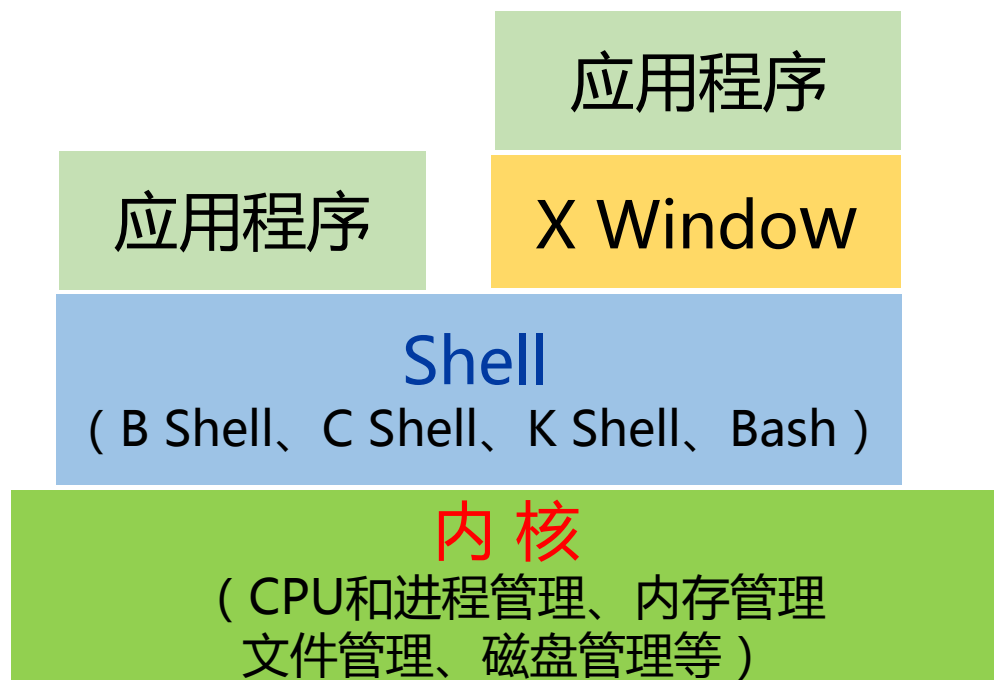 应用程序
应用程序
X Window
Shell
（B Shell、C Shell、K Shell、Bash）
内 核
（CPU和进程管理、内存管理
文件管理、磁盘管理等）